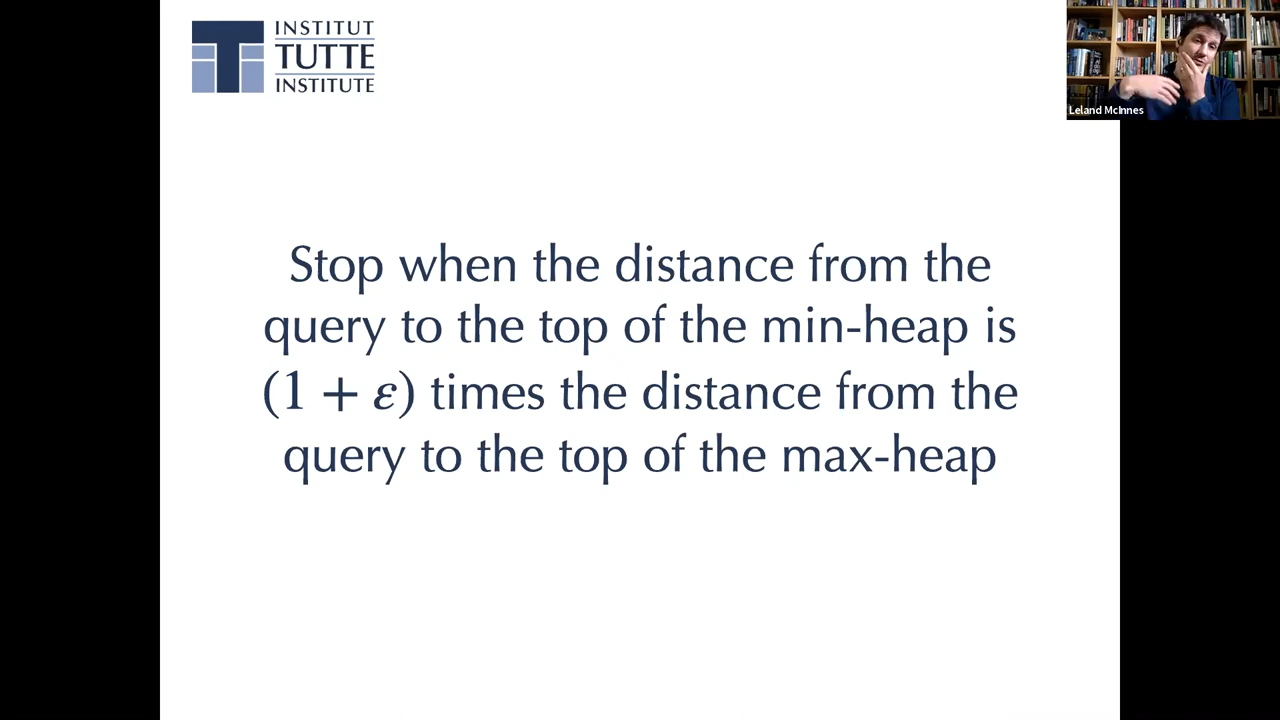 INSTITUT
TUTTE
INSTITUTE
Leland McInnes
Stop when the distance from the
query to the top of the min-heap is
(1 + ε) times the distance from the
query to the top of the max-heap